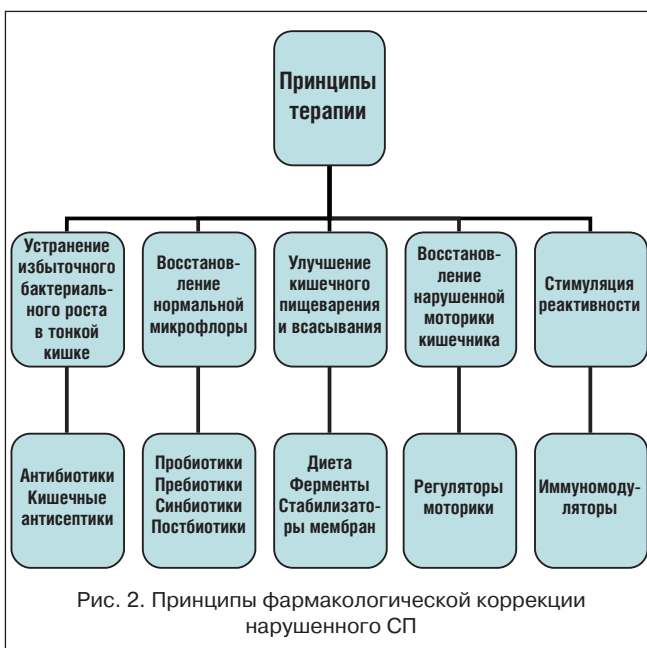 Принципы
терапии
Устранение
избыточного
бактериаль-
ного роста
в тонкой
кишке
Восстанов-
ление
нормальной
микрофлоры
Улучшение
кишечного
пищеварения
и всасывания
Восстанов-
ление
нарушенной
моторики
кишечника
Стимуляция
реактивности
Антибиотики
Кишечные
антисептики
Пробиотики
Пребиотики
Синбиотики
Постбиотики
Диета
Ферменты
Стабилизато-
ры мембран
Регуляторы
моторики
Иммуномоду-
ляторы
Рис. 2. Принципы фармакологической коррекции
нарушенного СП